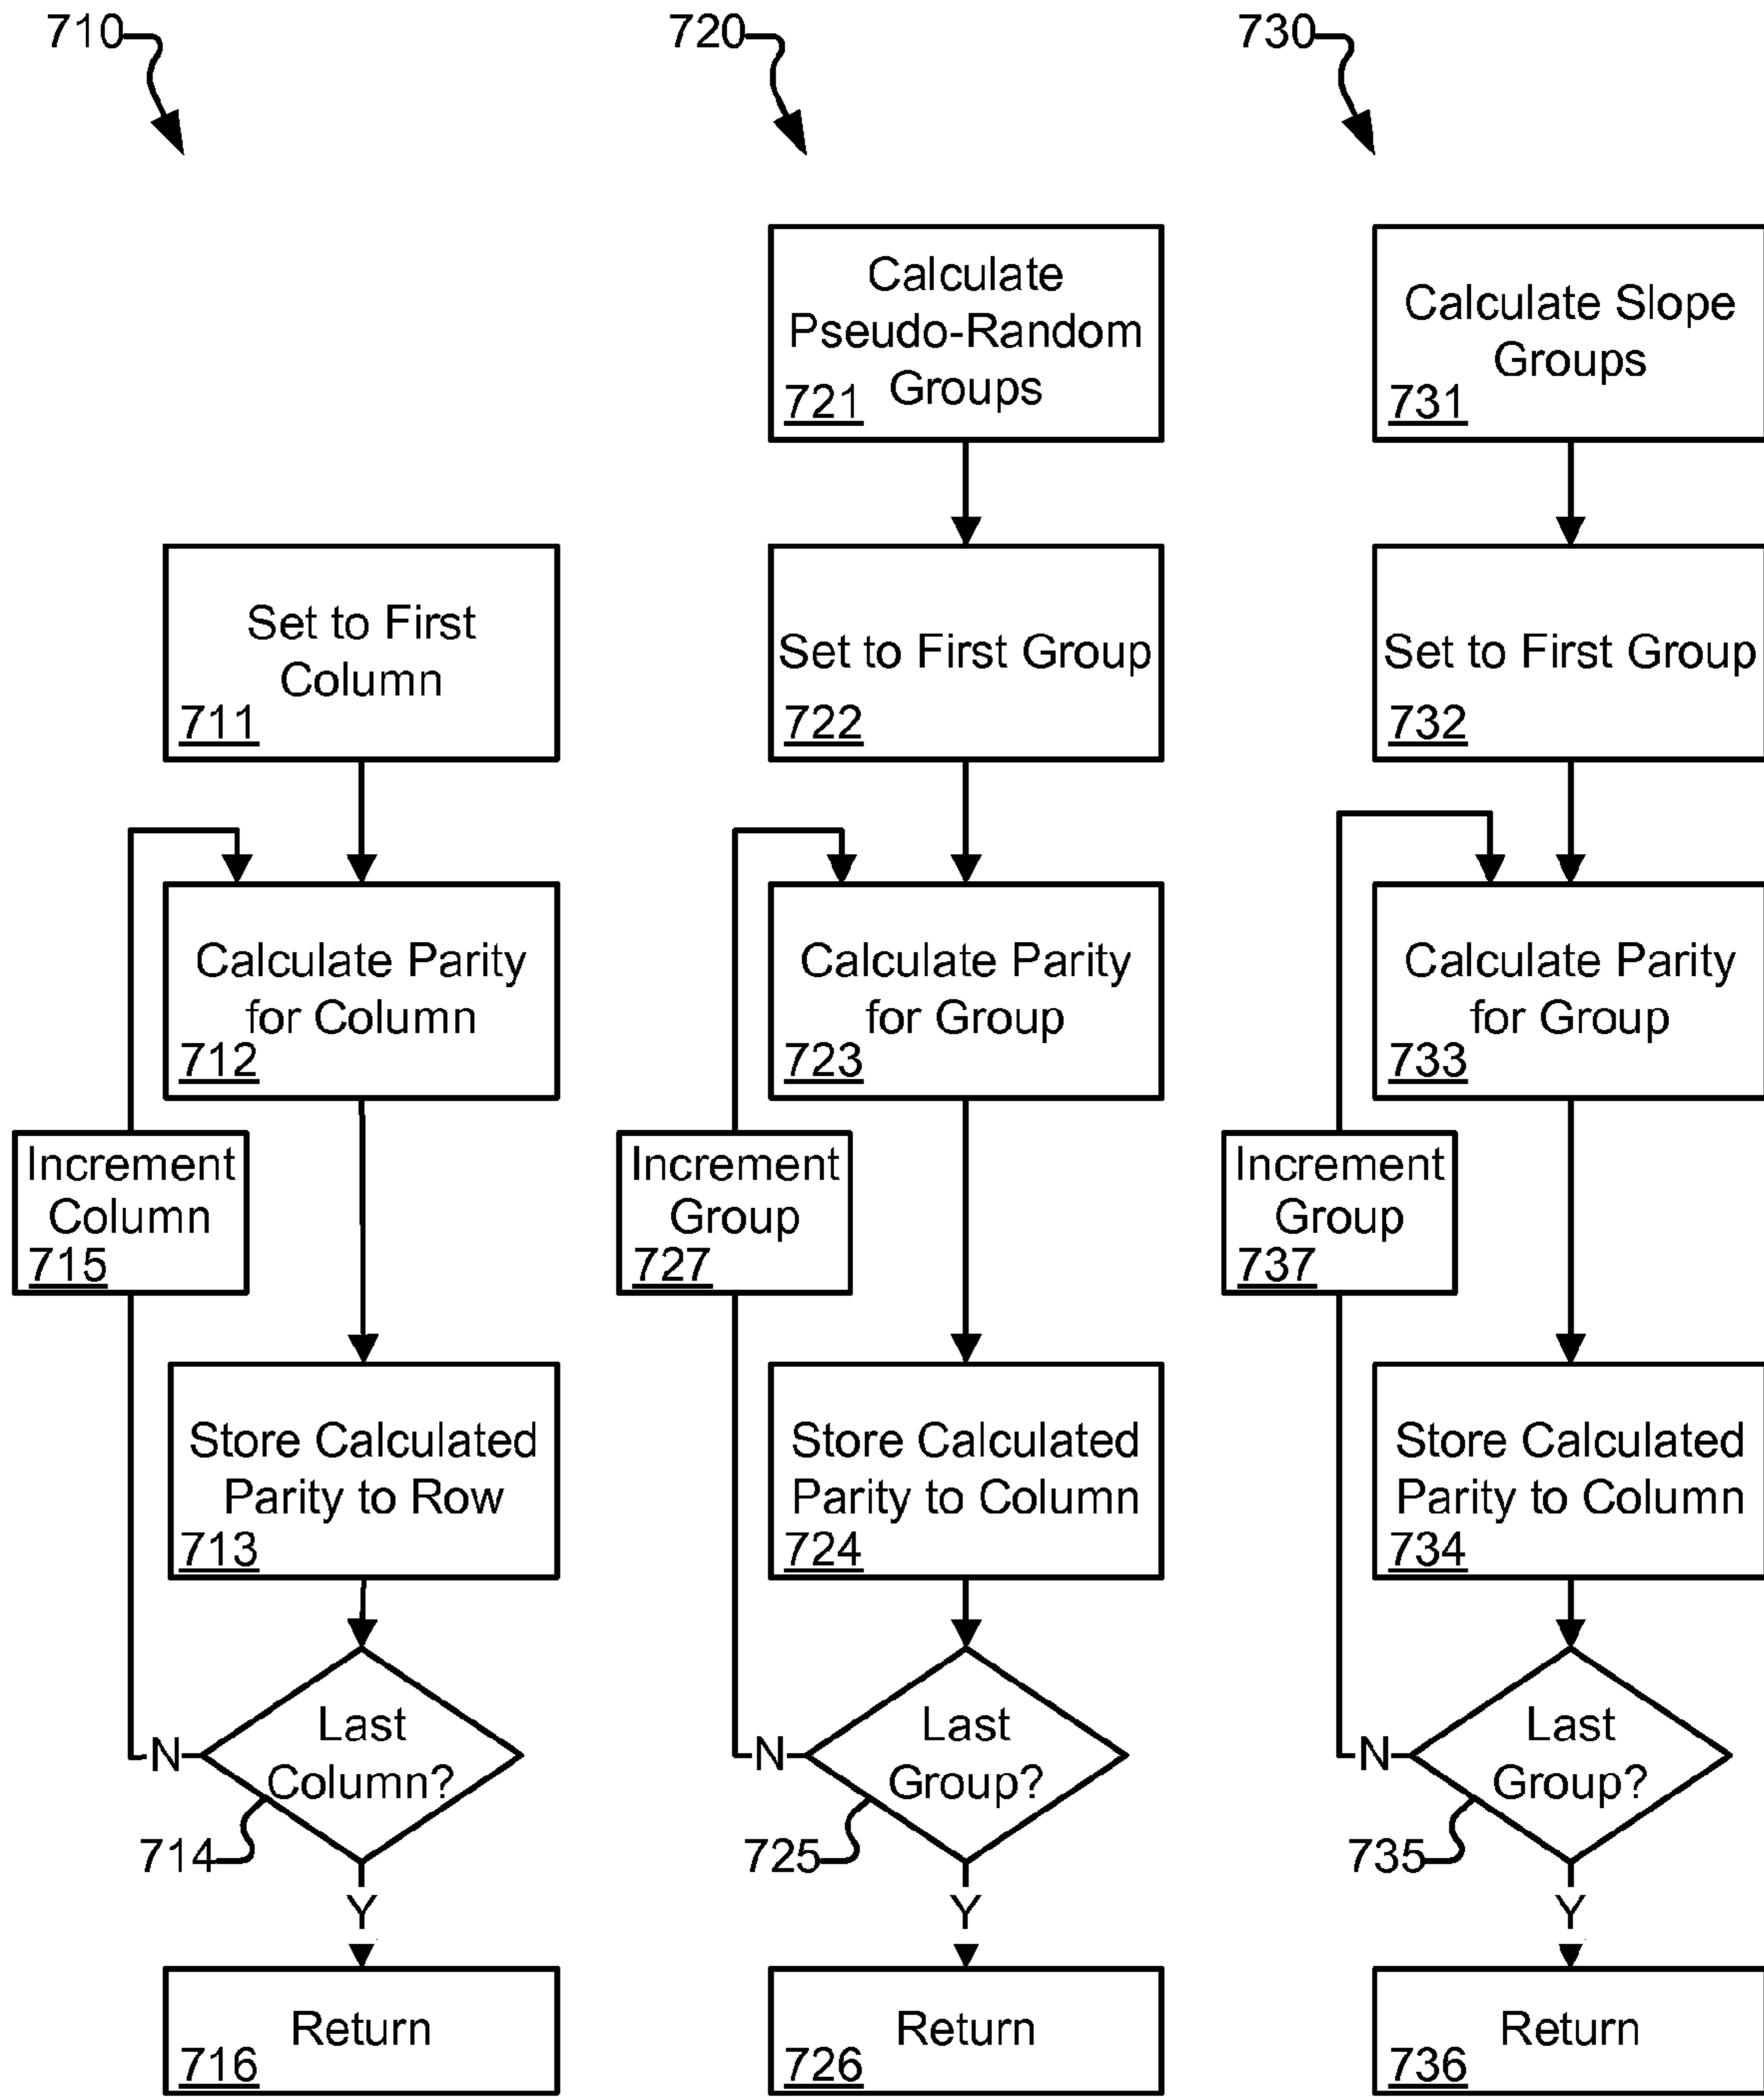 710
Set to First
Column
711
Calculate Parity
for Column
712
Increment
Column
715
Store Calculated
Parity to Row
713
Last
Column?
N
714
Y
Return
716
720
Calculate
Pseudo-Random
Groups
721
Set to First Group
722
Calculate Parity
for Group
723
Increment
Group
727
Store Calculated
Parity to Column
724
Last
Group?
N
725
Y
Return
726
730
Calculate Slope
Groups
731
Set to First Group
732
Calculate Parity
for Group
733
Increment
Group
737
Store Calculated
Parity to Column
734
Last
Group?
N
735
Y
Return
736